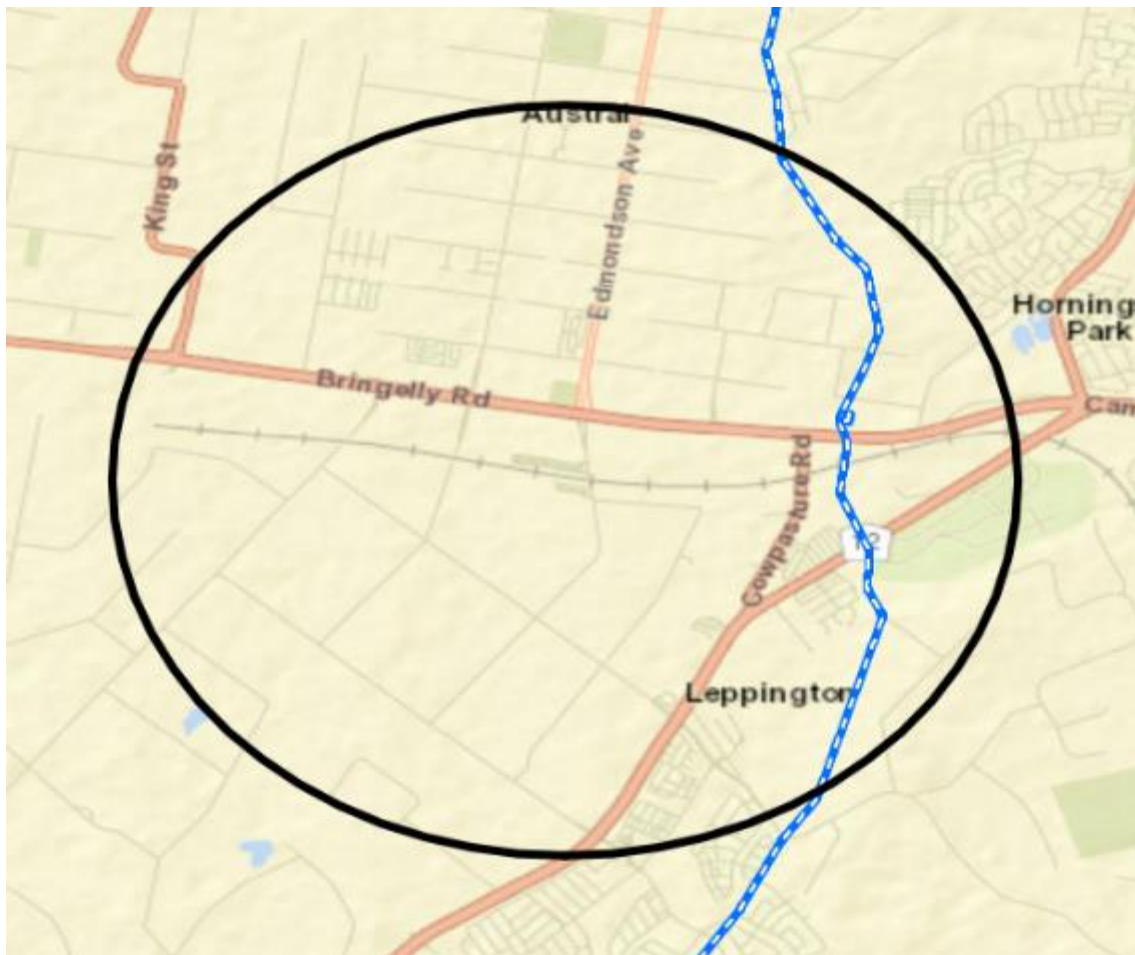 Austral
King St
Edmondson Ave
Horning
Park
Bringelly Rd
Cam
Cowpasture Rd
Leppington